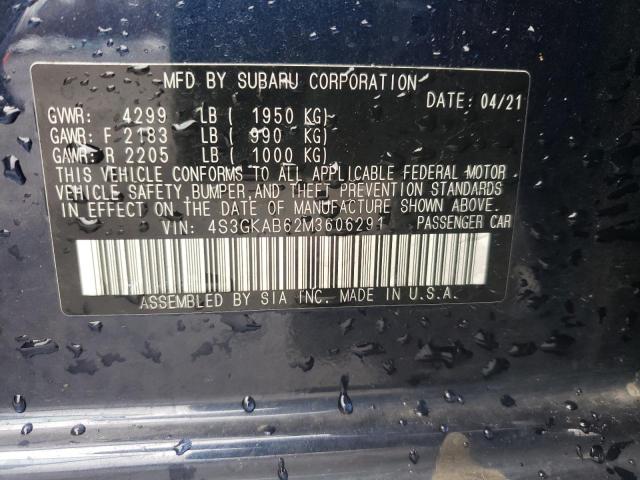 MFD BY SUBARU CORPORATION
DATE: 04/21
GVWR: 4299 LB ( 1950 KG)
GAWR: F 2183 LB ( 990 KG)
GAWR: R 2205 LB ( 1000 KG)
THIS VEHICLE CONFORMS TO ALL APPLICABLE FEDERAL MOTOR
VEHICLE SAFETY, BUMPER, AND THEFT PREVENTION STANDARDS
IN EFFECT ON THE DATE OF MANUFACTURE SHOWN ABOVE.
VIN: 4S3GKAB62M3606291 PASSENGER CAR
ASSEMBLED BY SIA INC. MADE IN U.S.A.